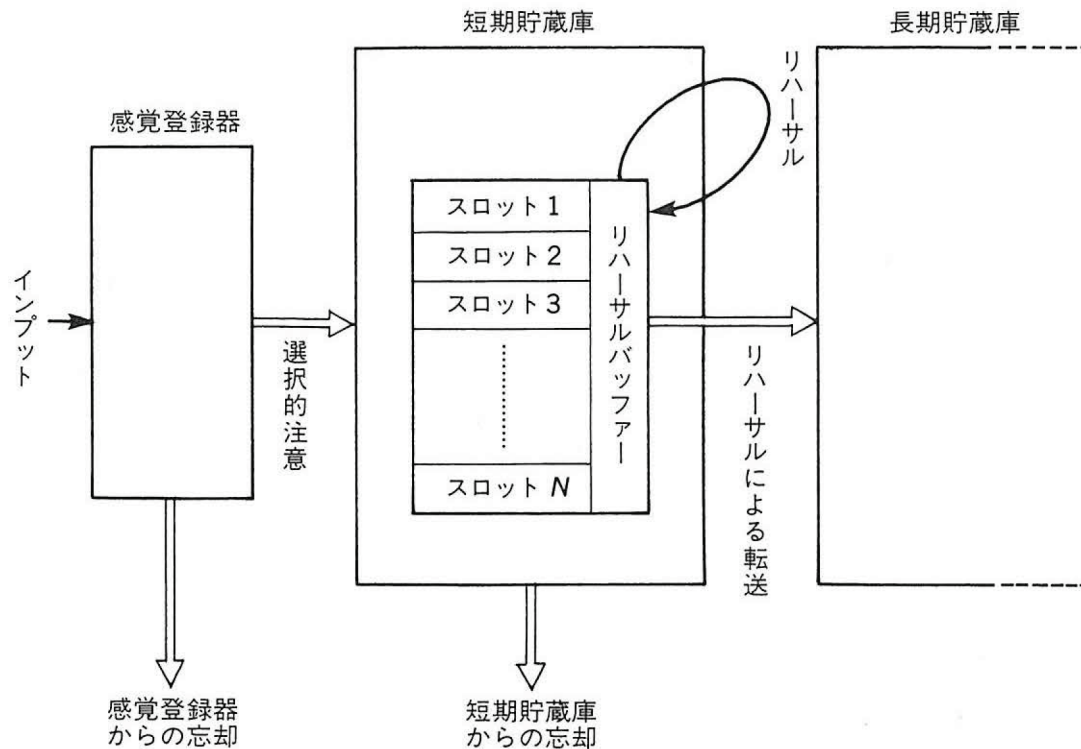 短期貯蔵庫
長期貯蔵庫
感覚登録器
リハーサル
スロット 1
スロット 2
スロット 3
スロット N
リハーサルバッファー
インプット
選択的注意
リハーサルによる転送
感覚登録器
からの忘却
短期貯蔵庫
からの忘却